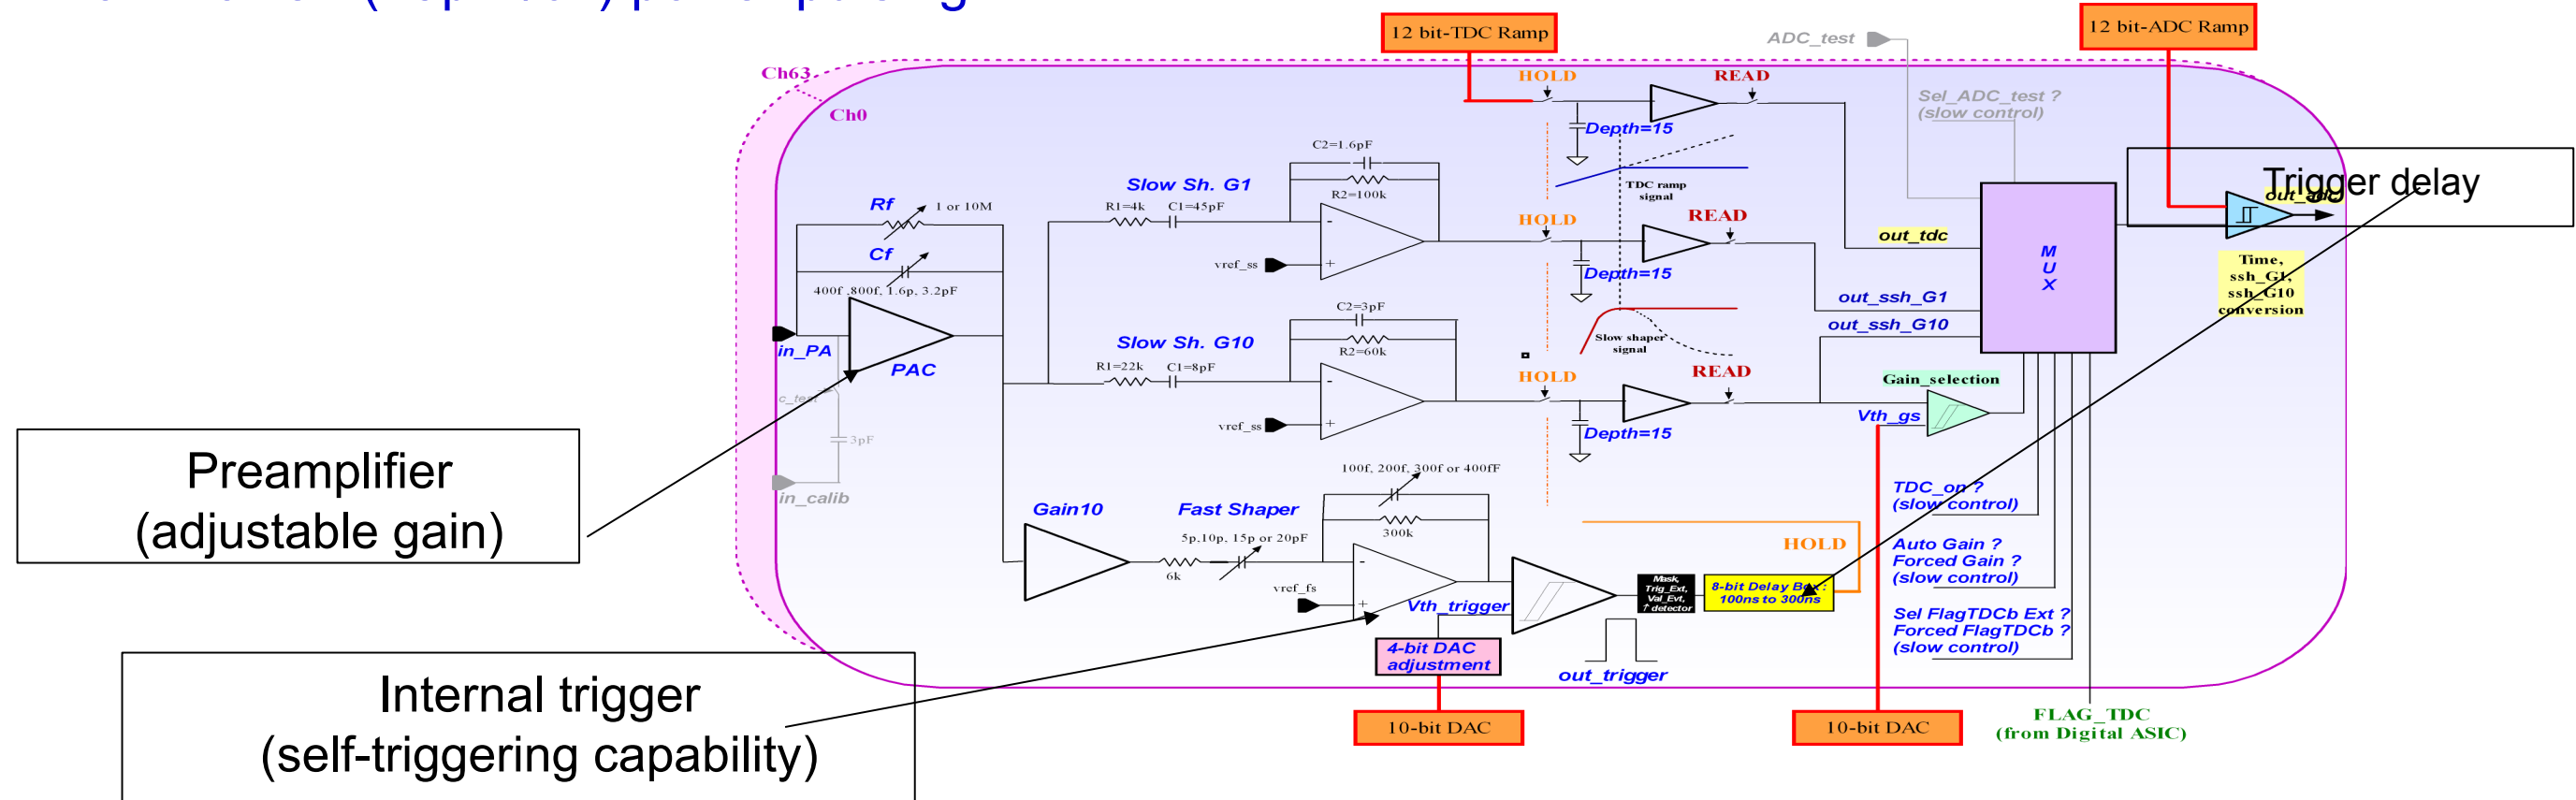 12 bit-TDC Ramp
ADC_test
12 bit-ADC Ramp
Ch63
Ch0
HOLD
READ
Sel_ADC_test ?
(slow control)
Depth=15
Trigger delay
out_adc
C2=1.6pF
R2=100k
TDC ramp
signal
Slow Sh. G1
R1=4k
C1=45pF
Rf
1 or 10M
Cf
400f ,800f, 1.6p, 3.2pF
HOLD
READ
vref_ss
-
+
Depth=15
out_tdc
M
U
X
Time,
ssh_G1,
ssh_G10
conversion
out_ssh_G1
out_ssh_G10
C2=3pF
R2=60k
Slow shaper
signal
in_PA
PAC
Slow Sh. G10
R1=22k
C1=8pF
HOLD
READ
Gain_selection
Vth_gs
c_test
3pF
in_calib
vref_ss
-
+
Depth=15
Preamplifier
(adjustable gain)
100f, 200f, 300f or 400fF
300k
Gain10
Fast Shaper
5p,10p, 15p or 20pF
6k
vref_fs
-
+
Vth_trigger
HOLD
Mask,
Trig_Ext,
Val_Evt,
↑ detector
8-bit Delay Box :
100ns to 300ns
TDC_on ?
(slow control)
Auto Gain ?
Forced Gain ?
(slow control)
Sel FlagTDCb Ext ?
Forced FlagTDCb ?
(slow control)
4-bit DAC
adjustment
out_trigger
Internal trigger
(self-triggering capability)
10-bit DAC
10-bit DAC
FLAG_TDC
(from Digital ASIC)